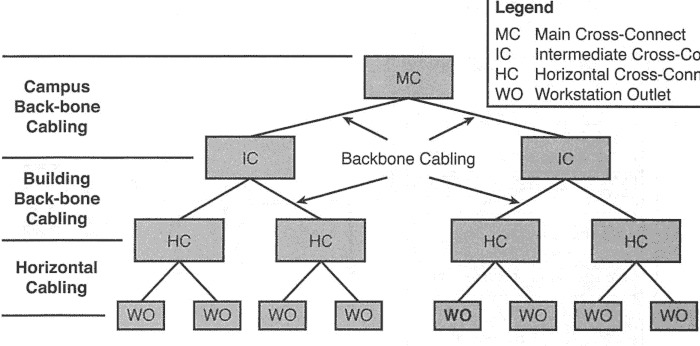 Legend
MC Main Cross-Connect
IC Intermediate Cross-Co
HC Horizontal Cross-Conn
WO Workstation Outlet
MC
Campus
Back-bone
Cabling
IC
Backbone Cabling
IC
Building
Back-bone
Cabling
HC
HC
HC
HC
Horizontal
Cabling
WO
WO
WO
WO
WO
WO
WO
WO